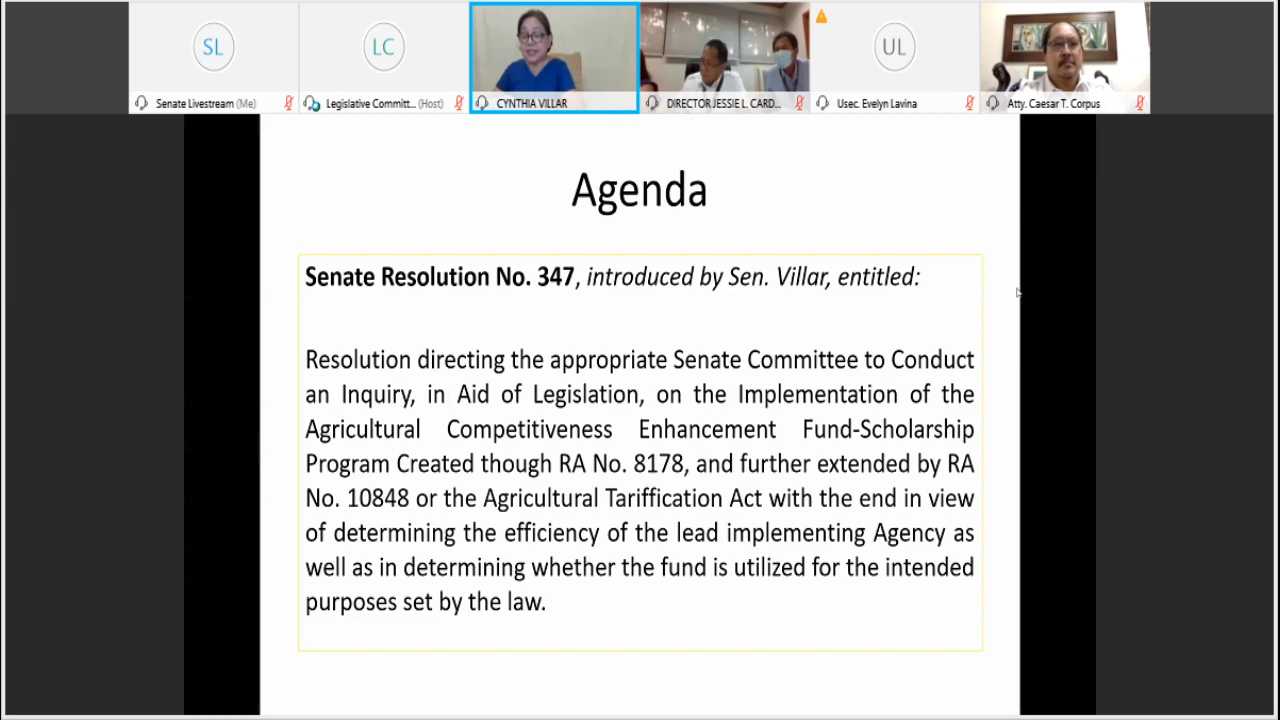 SL
LC
UL
Senate Livestream (Me)
Legislative Committ... (Host)
CYNTHIA VILLAR
DIRECTOR JESSIE L. CARD...
Usec. Evelyn Lavina
Atty. Caesar T. Corpus
Agenda
Senate Resolution No. 347, introduced by Sen. Villar, entitled:
Resolution directing the appropriate Senate Committee to Conduct
an Inquiry, in Aid of Legislation, on the Implementation of the
Agricultural Competitiveness Enhancement Fund-Scholarship
Program Created though RA No. 8178, and further extended by RA
No. 10848 or the Agricultural Tariffication Act with the end in view
of determining the efficiency of the lead implementing Agency as
well as in determining whether the fund is utilized for the intended
purposes set by the law.